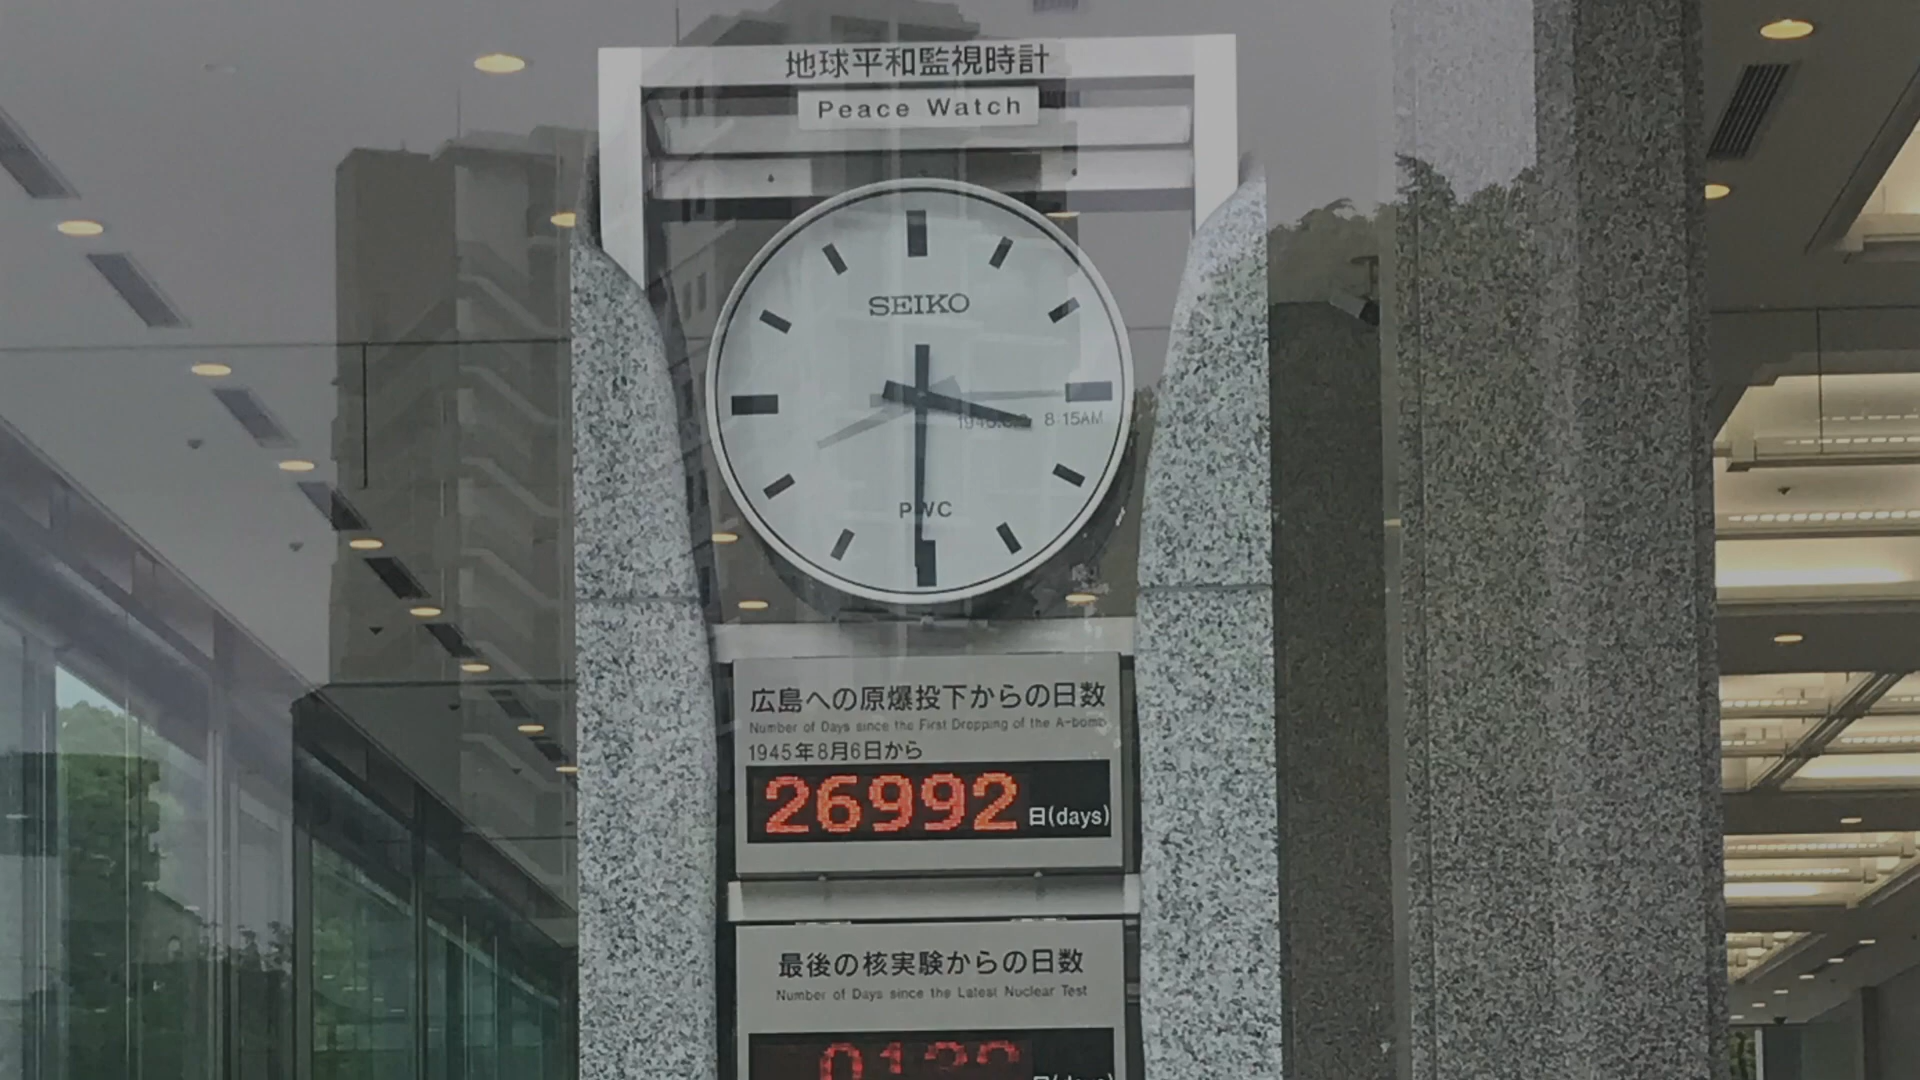 地球平和監視時計
Peace Watch
SEIKO
8:15AM
PWC
広島への原爆投下からの日数
Number of Days since the First Dropping of the A-bomb
1945年8月6日から
26992 日(days)
最後の核実験からの日数
Number of Days since the Latest Nuclear Test
日(days)